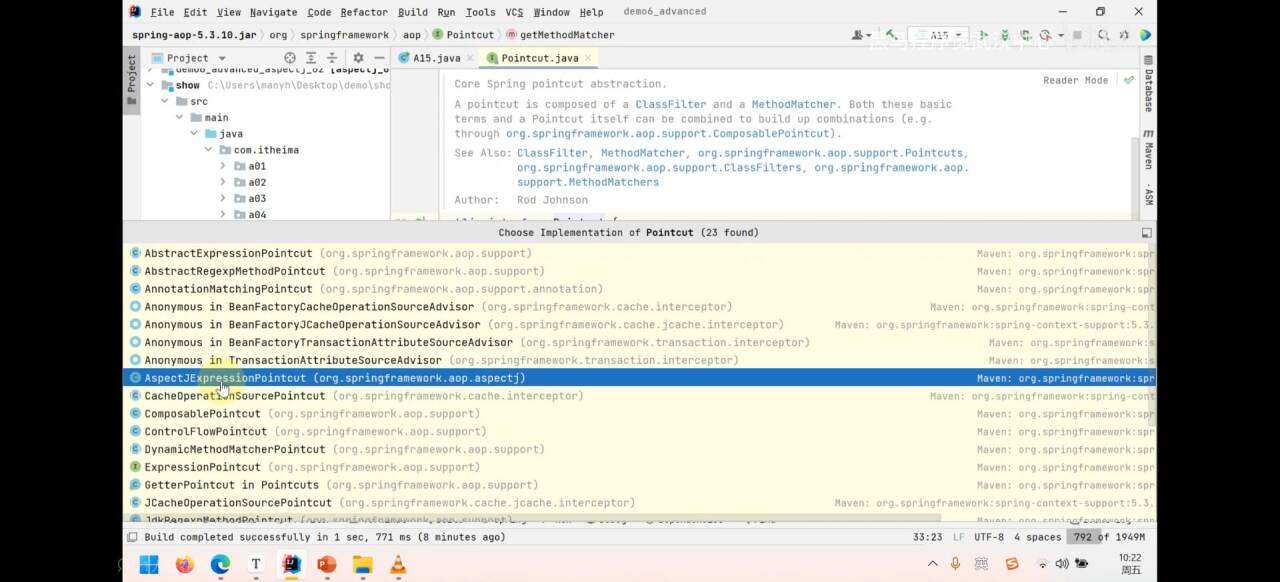 File Edit View Navigate Code Refactor Build Run Tools VCS Window Help demo6_advanced
spring-aop-5.3.10.jar org springframework aop Pointcut getMethodMatcher A15
Project A15.java Pointcut.java
Project
Database
Maven
ASM
Reader Mode
show C:\Users\manyh\Desktop\demo\sho
src
main
java
com.itheima
a01
a02
a03
a04
Core Spring pointcut abstraction.
A pointcut is composed of a ClassFilter and a MethodMatcher. Both these basic
terms and a Pointcut itself can be combined to build up combinations (e.g.
through org.springframework.aop.support.ComposablePointcut).
See Also: ClassFilter, MethodMatcher, org.springframework.aop.support.Pointcuts,
org.springframework.aop.support.ClassFilters, org.springframework.aop.
support.MethodMatchers
Author: Rod Johnson
Choose Implementation of Pointcut (23 found)
AbstractExpressionPointcut (org.springframework.aop.support) Maven: org.springframework:spr
AbstractRegexpMethodPointcut (org.springframework.aop.support) Maven: org.springframework:spr
AnnotationMatchingPointcut (org.springframework.aop.support.annotation) Maven: org.springframework:spr
Anonymous in BeanFactoryCacheOperationSourceAdvisor (org.springframework.cache.interceptor) Maven: org.springframework:spring-cont
Anonymous in BeanFactoryJCacheOperationSourceAdvisor (org.springframework.cache.jcache.interceptor) Maven: org.springframework:spring-context-support:5.3.
Anonymous in BeanFactoryTransactionAttributeSourceAdvisor (org.springframework.transaction.interceptor) Maven: org.springframework:spr
Anonymous in TransactionAttributeSourceAdvisor (org.springframework.transaction.interceptor) Maven: org.springframework:spr
AspectJExpressionPointcut (org.springframework.aop.aspectj) Maven: org.springframework:spr
CacheOperationSourcePointcut (org.springframework.cache.interceptor) Maven: org.springframework:spring-cont
ComposablePointcut (org.springframework.aop.support) Maven: org.springframework:spr
ControlFlowPointcut (org.springframework.aop.support) Maven: org.springframework:spr
DynamicMethodMatcherPointcut (org.springframework.aop.support) Maven: org.springframework:spr
ExpressionPointcut (org.springframework.aop.support) Maven: org.springframework:spr
GetterPointcut in Pointcuts (org.springframework.aop.support) Maven: org.springframework:spr
JCacheOperationSourcePointcut (org.springframework.cache.jcache.interceptor) Maven: org.springframework:spring-context-support:5.3.
JdkRegexpMethodPointcut (org.springframework.aop.support)
Build completed successfully in 1 sec, 771 ms (8 minutes ago) 33:23 LF UTF-8 4 spaces 792 of 1949M
英
10:22
周五